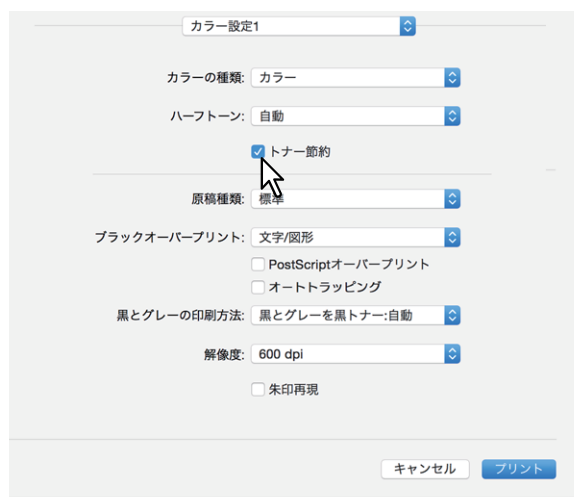 カラー設定1
カラーの種類: カラー
ハーフトーン: 自動
トナー節約
原稿種類: 標準
ブラックオーバープリント: 文字/図形
PostScriptオーバープリント
オートトラッピング
黒とグレーの印刷方法: 黒とグレーを黒トナー:自動
解像度: 600 dpi
朱印再現
キャンセル プリント